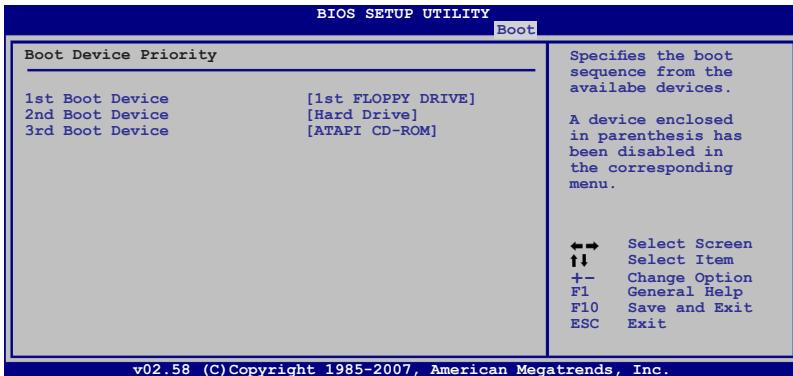 BIOS SETUP UTILITY
Boot
Boot Device Priority
1st Boot Device [1st FLOPPY DRIVE]
2nd Boot Device [Hard Drive]
3rd Boot Device [ATAPI CD-ROM]
Specifies the boot
sequence from the
availabe devices.
A device enclosed
in parenthesis has
been disabled in
the corresponding
menu.
←→ Select Screen
↑↓ Select Item
+- Change Option
F1 General Help
F10 Save and Exit
ESC Exit
v02.58 (C)Copyright 1985-2007, American Megatrends, Inc.